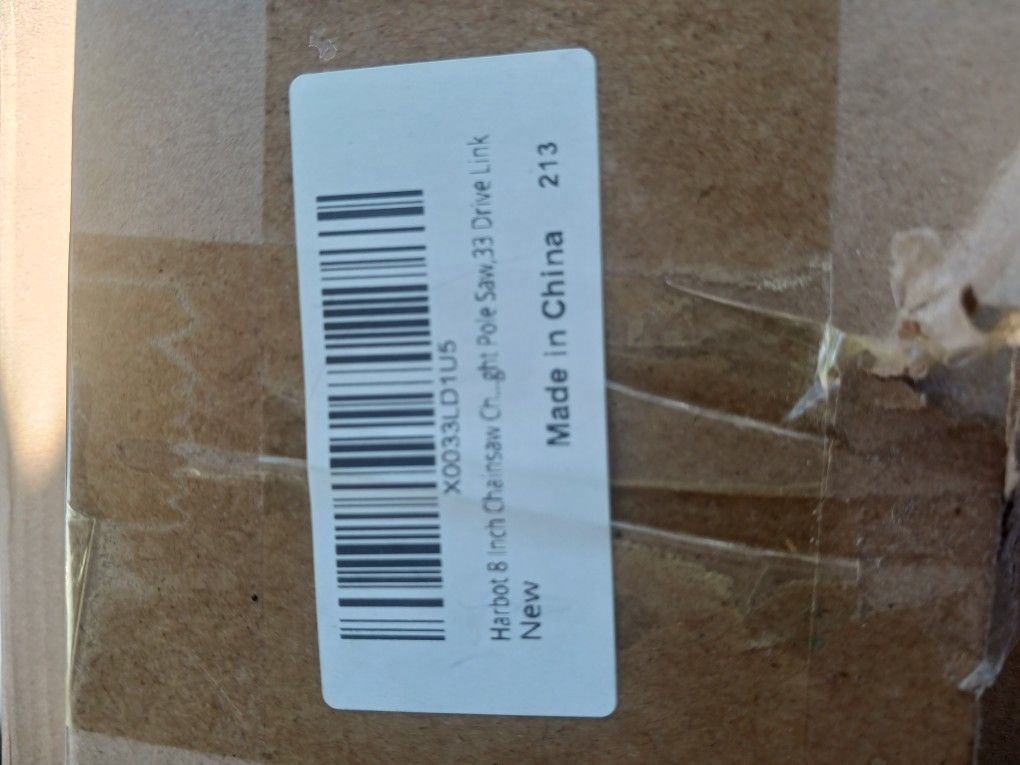 X0033LD1U5
Harbot 8 Inch Chainsaw Ch...ght Pole Saw,33 Drive Link
New
Made in China 213